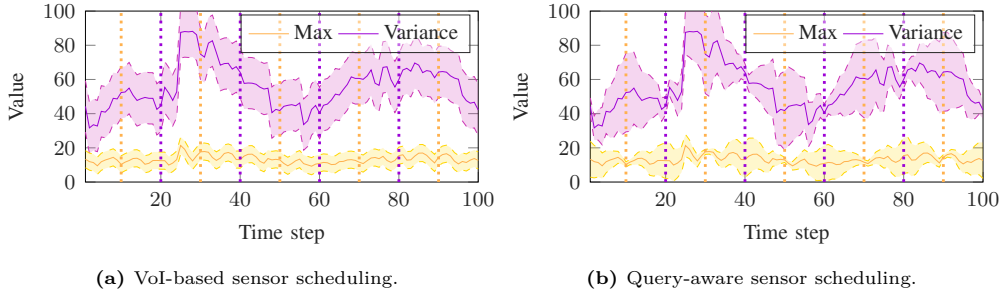 Max Variance
100
80
60
40
20
0
Value
0 20 40 60 80 100
Time step
(a) VoI-based sensor scheduling.
Max Variance
100
80
60
40
20
0
Value
20 40 60 80 100
Time step
(b) Query-aware sensor scheduling.